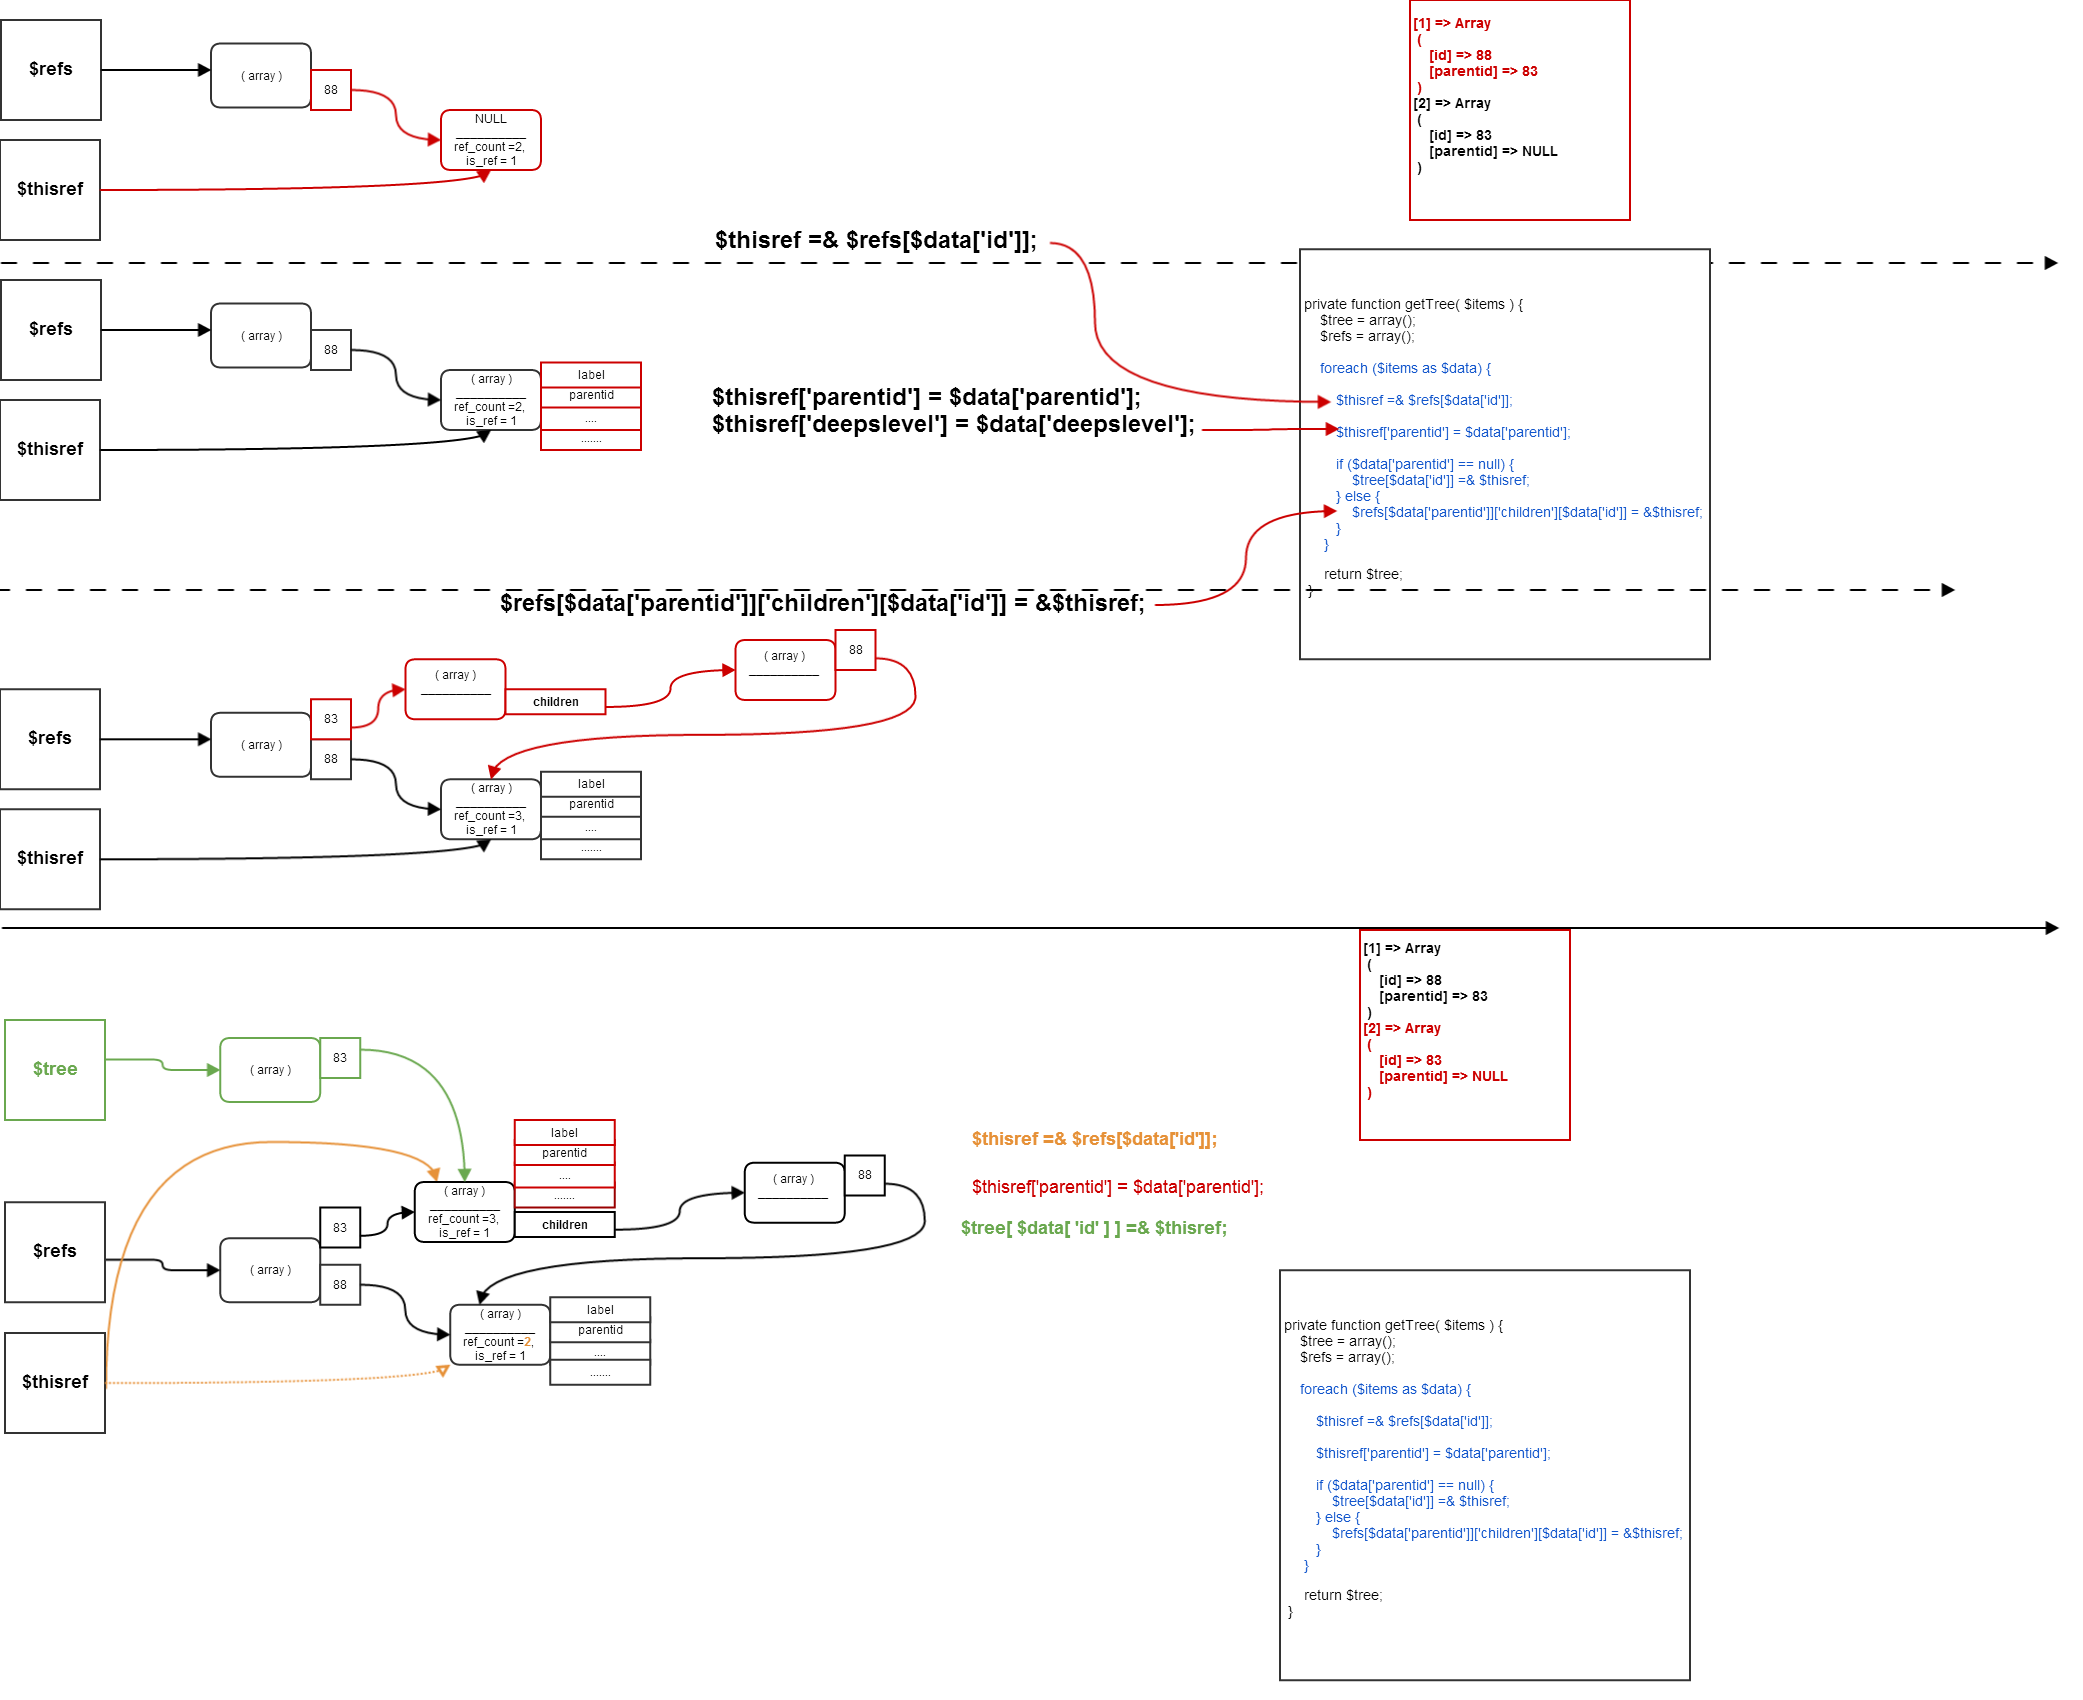 $refs
( array )
88
NULL
__________
ref_count =2,
is_ref = 1
$thisref
[1] => Array
(
[id] => 88
[parentid] => 83
)
[2] => Array
(
[id] => 83
[parentid] => NULL
)
$thisref =& $refs[$data['id']];
$refs
( array )
88
( array )
__________
ref_count =2,
is_ref = 1
label
parentid
....
.......
$thisref
$thisref['parentid'] = $data['parentid'];
$thisref['deepslevel'] = $data['deepslevel'];
private function getTree( $items ) {
$tree = array();
$refs = array();
foreach ($items as $data) {
$thisref =& $refs[$data['id']];
$thisref['parentid'] = $data['parentid'];
if ($data['parentid'] == null) {
$tree[$data['id']] =& $thisref;
} else {
$refs[$data['parentid']]['children'][$data['id']] = &$thisref;
}
}
return $tree;
}
$refs[$data['parentid']]['children'][$data['id']] = &$thisref;
$refs
( array )
83
88
( array )
__________
children
( array )
__________
88
( array )
__________
ref_count =3,
is_ref = 1
label
parentid
....
.......
$thisref
[1] => Array
(
[id] => 88
[parentid] => 83
)
[2] => Array
(
[id] => 83
[parentid] => NULL
)
$tree
( array )
83
label
parentid
....
.......
( array )
__________
ref_count =3,
is_ref = 1
children
( array )
__________
88
$thisref =& $refs[$data['id']];
$thisref['parentid'] = $data['parentid'];
$tree[ $data[ 'id' ] ] =& $thisref;
$refs
( array )
83
88
( array )
__________
ref_count =2,
is_ref = 1
label
parentid
....
.......
$thisref
private function getTree( $items ) {
$tree = array();
$refs = array();
foreach ($items as $data) {
$thisref =& $refs[$data['id']];
$thisref['parentid'] = $data['parentid'];
if ($data['parentid'] == null) {
$tree[$data['id']] =& $thisref;
} else {
$refs[$data['parentid']]['children'][$data['id']] = &$thisref;
}
}
return $tree;
}